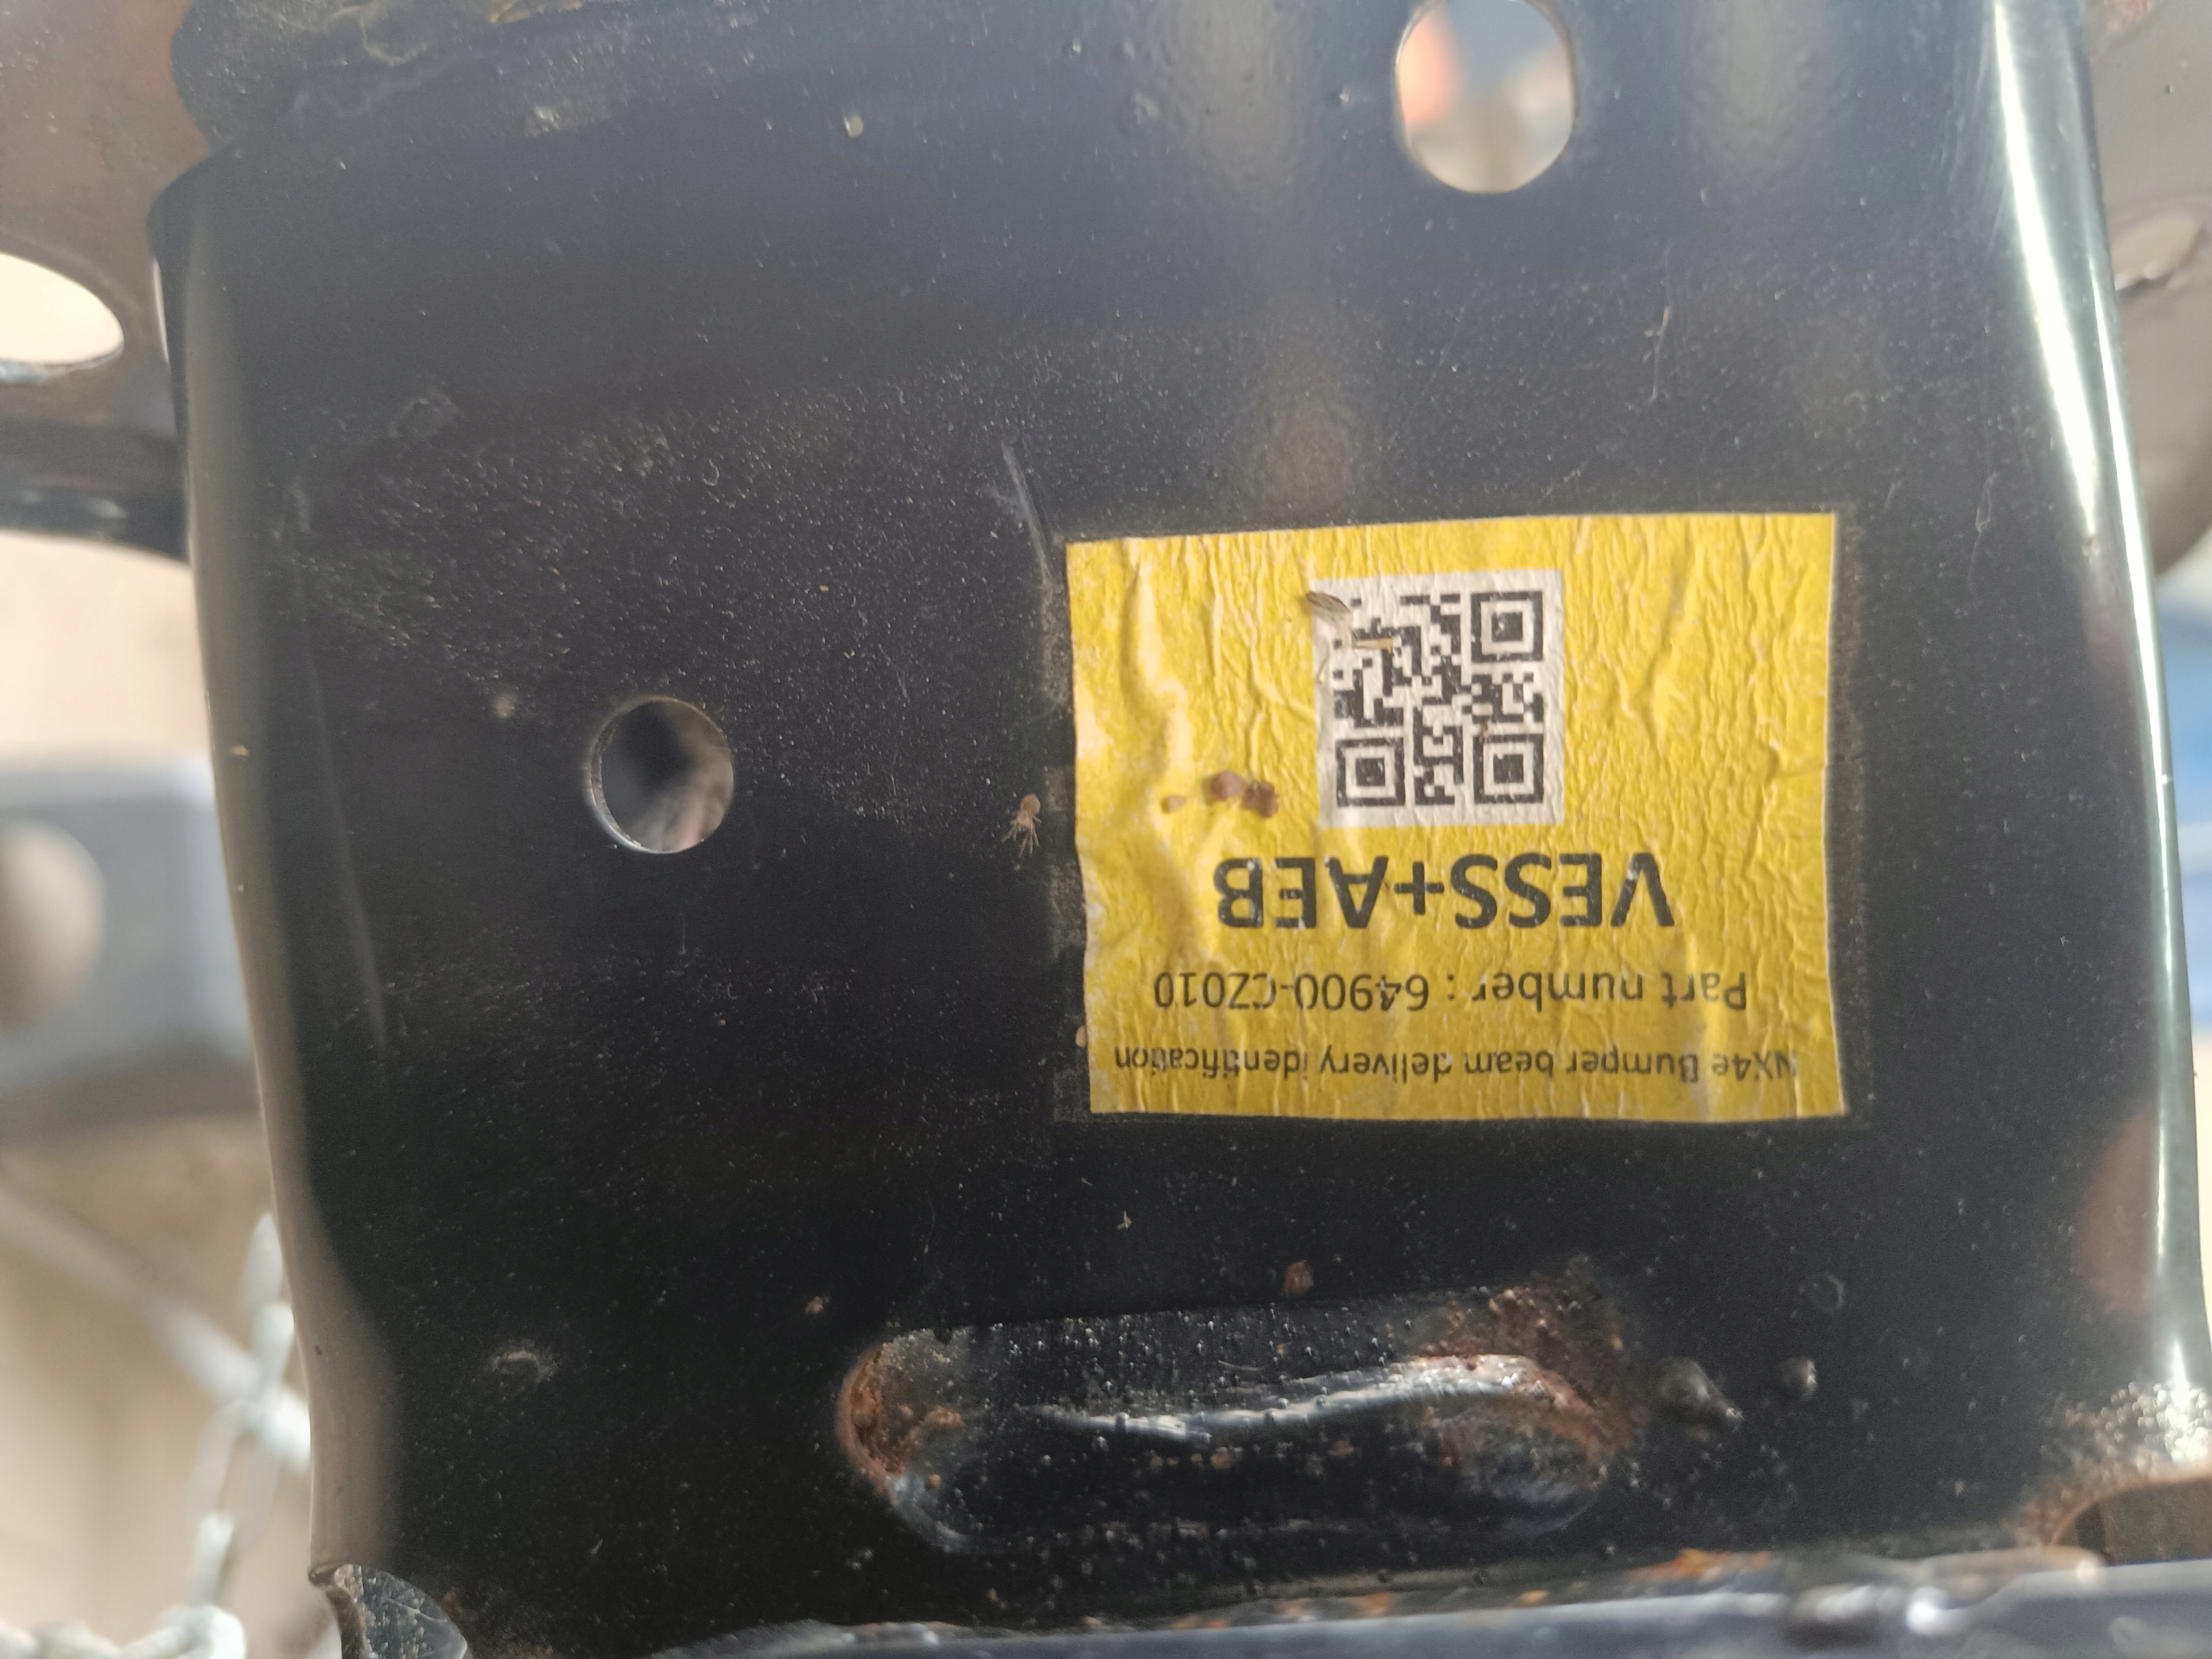 NX4e Bumper beam delivery identification
Part number : 64900-CZ010
VESS+AEB